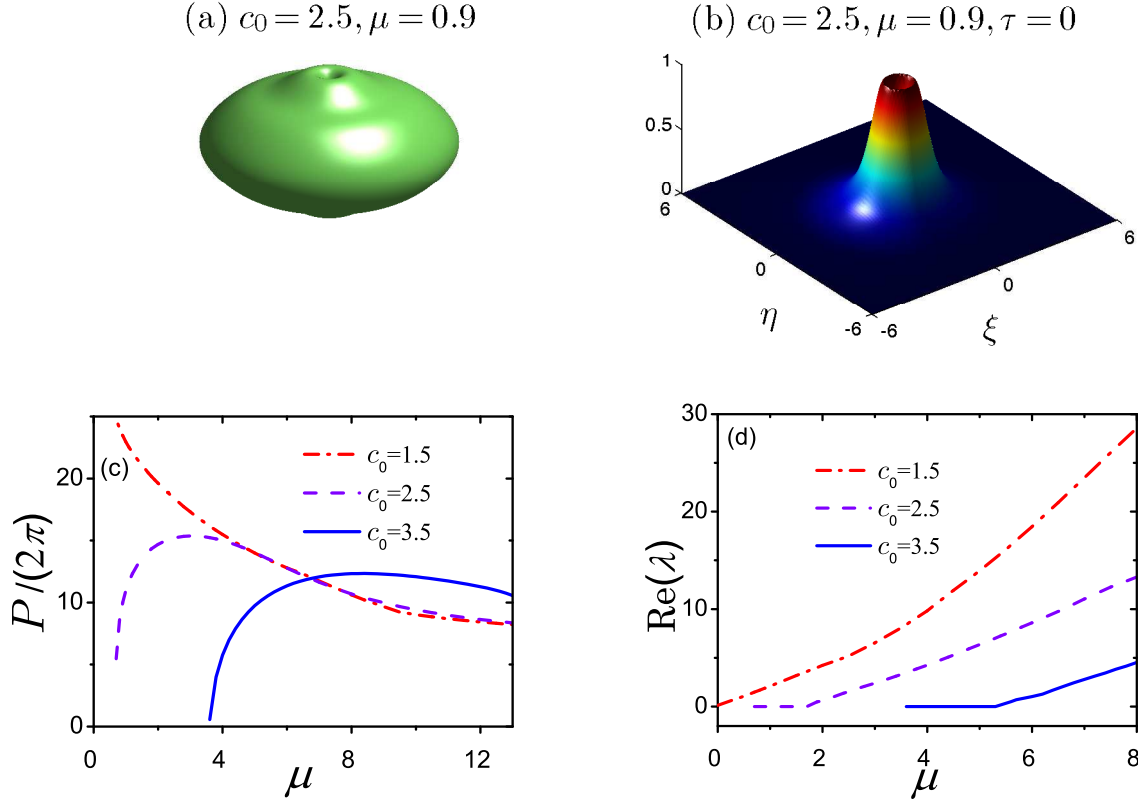 (a) c₀ = 2.5, μ = 0.9
(b) c₀ = 2.5, μ = 0.9, τ = 0
1
0.5
0
6
0
-6
η
-6
0
6
ξ
(c)
c₀=1.5
c₀=2.5
c₀=3.5
P/(2π)
20
10
0
0
4
8
12
μ
(d)
c₀=1.5
c₀=2.5
c₀=3.5
Re(λ)
30
20
10
0
0
2
4
6
8
μ